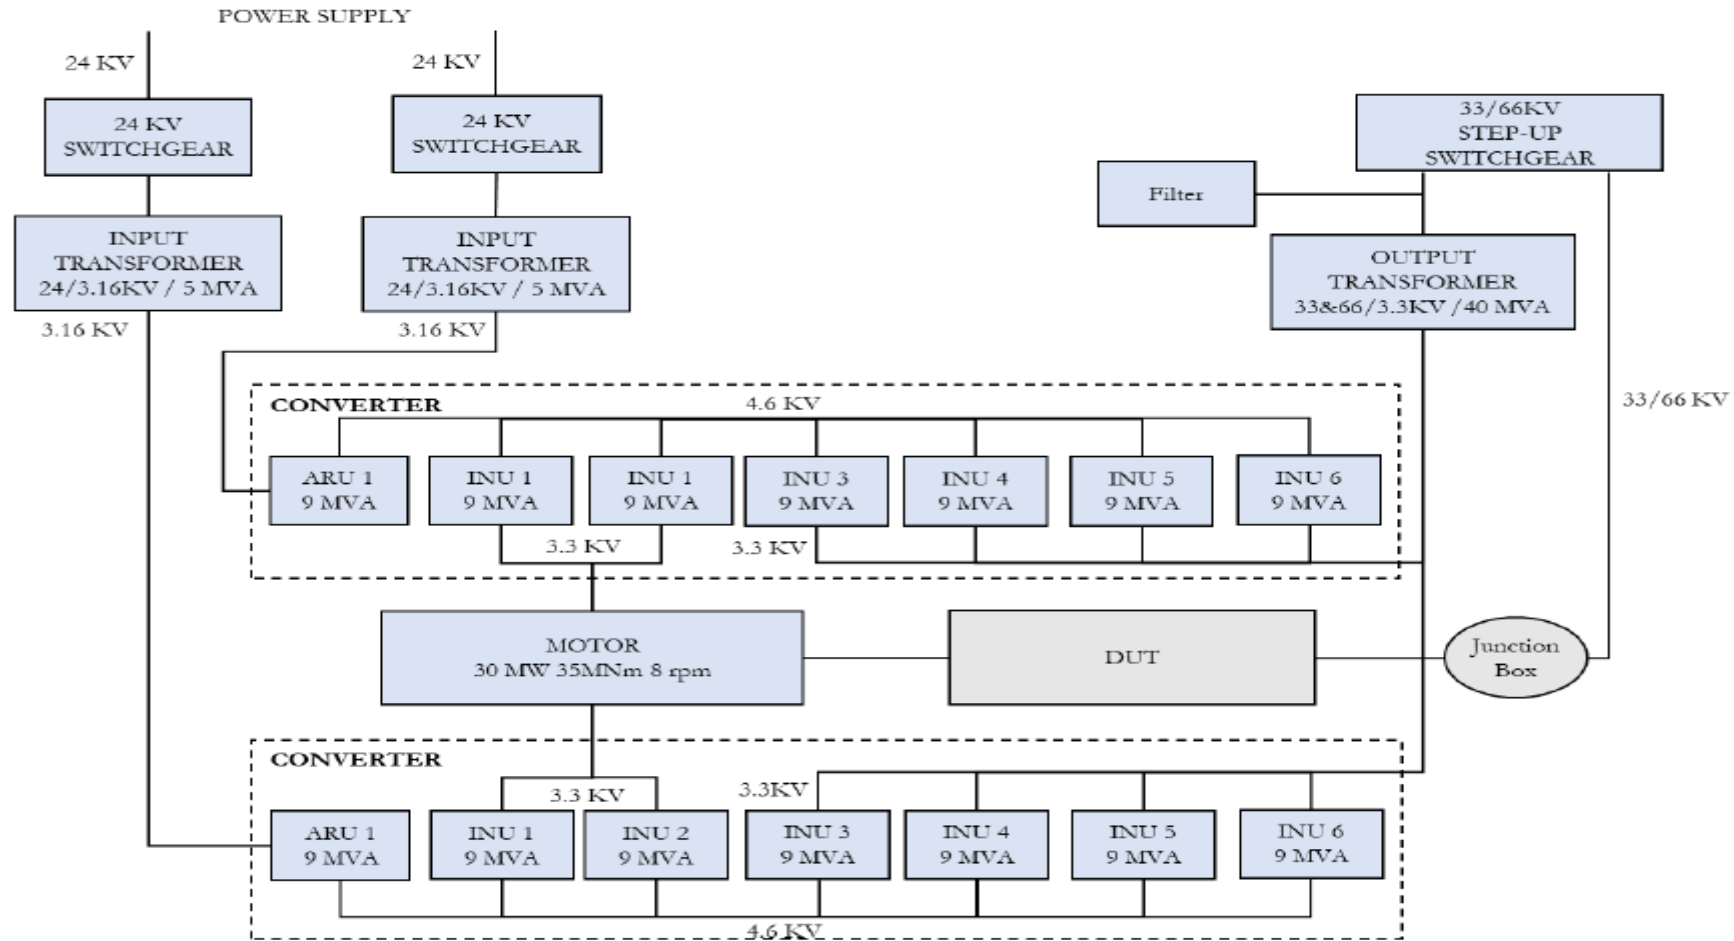 POWER SUPPLY
24 KV
24 KV
24 KV
SWITCHGEAR
24 KV
SWITCHGEAR
33/66KV
STEP-UP
SWITCHGEAR
Filter
INPUT
TRANSFORMER
24/3.16KV / 5 MVA
INPUT
TRANSFORMER
24/3.16KV / 5 MVA
OUTPUT
TRANSFORMER
33&66/3.3KV /40 MVA
3.16 KV
3.16 KV
33/66 KV
CONVERTER
4.6 KV
ARU 1
9 MVA
INU 1
9 MVA
INU 1
9 MVA
INU 3
9 MVA
INU 4
9 MVA
INU 5
9 MVA
INU 6
9 MVA
3.3 KV
3.3 KV
MOTOR
30 MW 35MNm 8 rpm
DUT
Junction
Box
CONVERTER
3.3 KV
3.3KV
ARU 1
9 MVA
INU 1
9 MVA
INU 2
9 MVA
INU 3
9 MVA
INU 4
9 MVA
INU 5
9 MVA
INU 6
9 MVA
4.6 KV